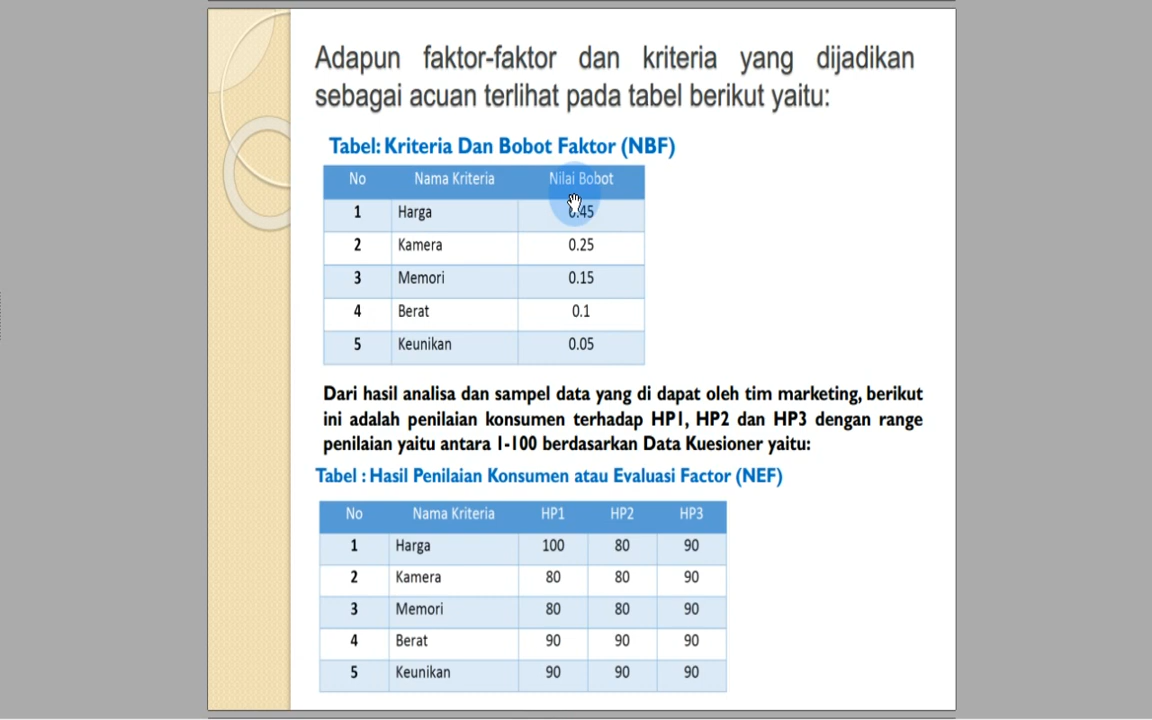 Adapun faktor-faktor dan kriteria yang dijadikan
sebagai acuan terlihat pada tabel berikut yaitu:
Tabel: Kriteria Dan Bobot Faktor (NBF)
No Nama Kriteria Nilai Bobot
1 Harga 0.45
2 Kamera 0.25
3 Memori 0.15
4 Berat 0.1
5 Keunikan 0.05
Dari hasil analisa dan sampel data yang di dapat oleh tim marketing, berikut
ini adalah penilaian konsumen terhadap HP1, HP2 dan HP3 dengan range
penilaian yaitu antara 1-100 berdasarkan Data Kuesioner yaitu:
Tabel : Hasil Penilaian Konsumen atau Evaluasi Factor (NEF)
No Nama Kriteria HP1 HP2 HP3
1 Harga 100 80 90
2 Kamera 80 80 90
3 Memori 80 80 90
4 Berat 90 90 90
5 Keunikan 90 90 90